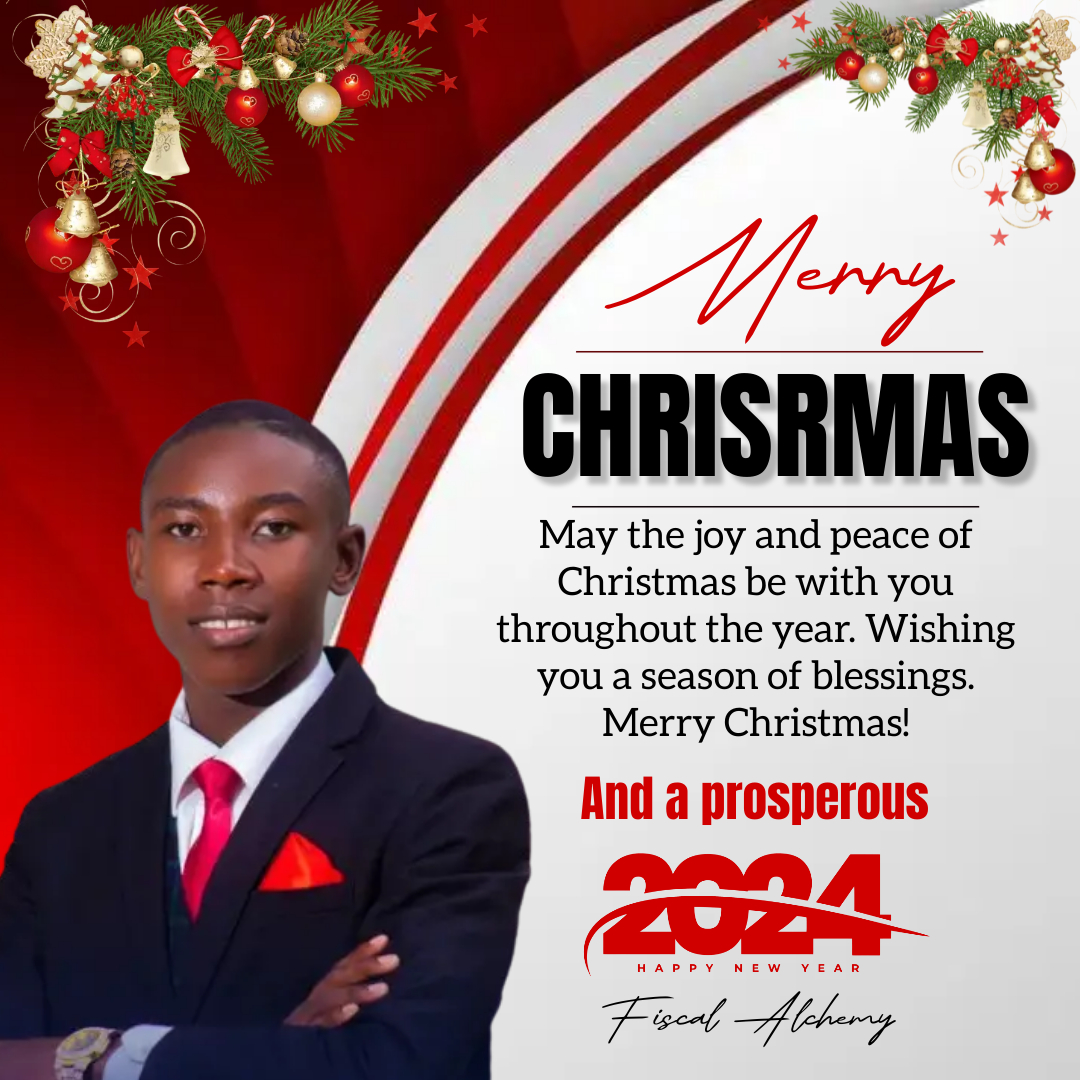 Merry
CHRISRMAS
May the joy and peace of
Christmas be with you
throughout the year. Wishing
you a season of blessings.
Merry Christmas!
And a prosperous
2024
HAPPY NEW YEAR
Fiscal Alchemy